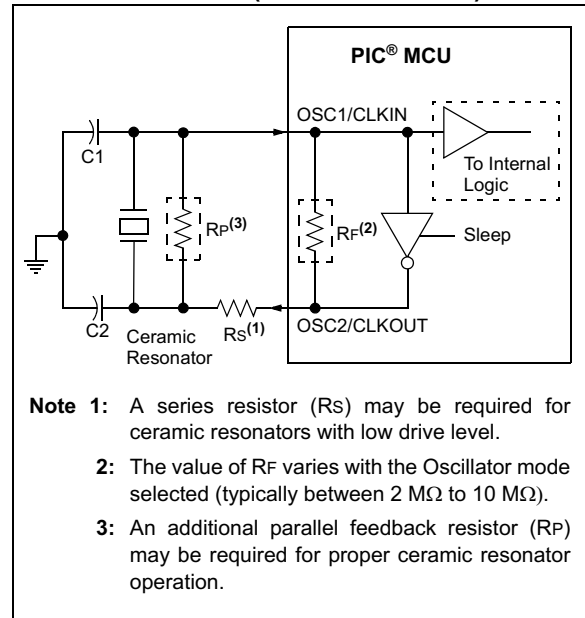 PIC® MCU
OSC1/CLKIN
C1
To Internal
Logic
RP(3)
RF(2)
Sleep
C2
Ceramic
Resonator
RS(1)
OSC2/CLKOUT
Note 1: A series resistor (RS) may be required for
ceramic resonators with low drive level.
2: The value of RF varies with the Oscillator mode
selected (typically between 2 MΩ to 10 MΩ).
3: An additional parallel feedback resistor (RP)
may be required for proper ceramic resonator
operation.